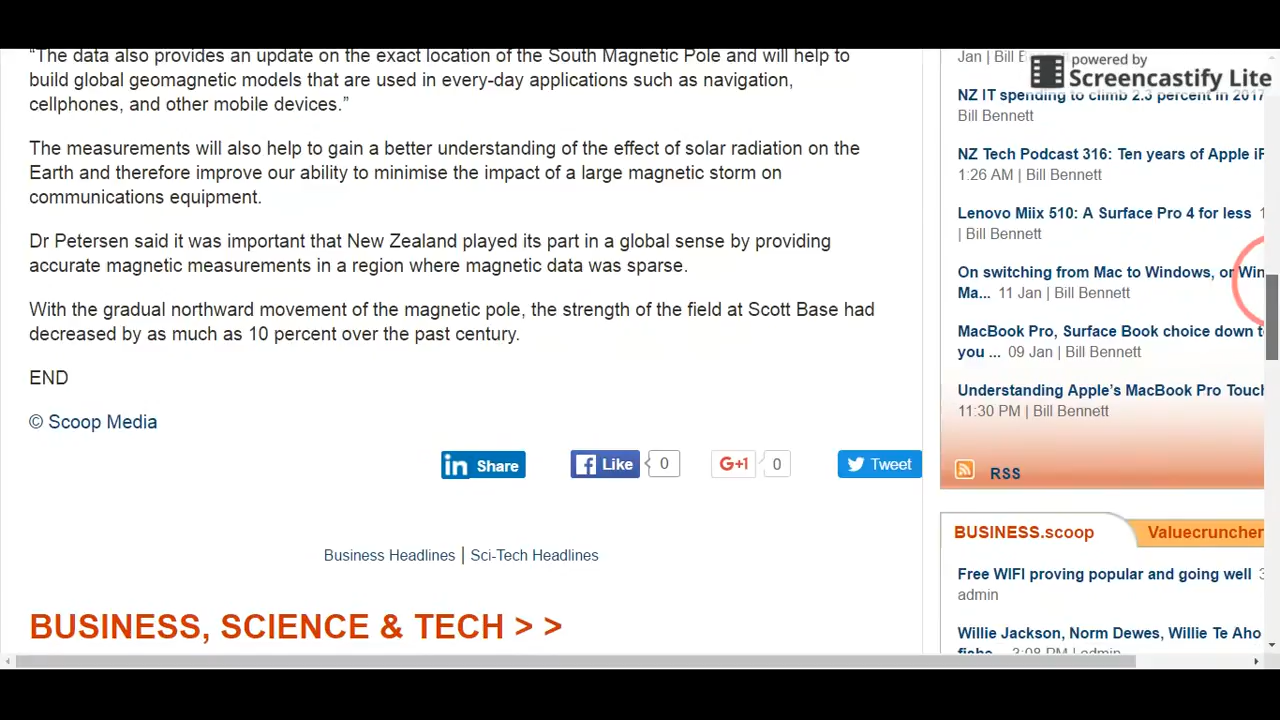 “The data also provides an update on the exact location of the South Magnetic Pole and will help to
build global geomagnetic models that are used in every-day applications such as navigation,
cellphones, and other mobile devices.”
The measurements will also help to gain a better understanding of the effect of solar radiation on the
Earth and therefore improve our ability to minimise the impact of a large magnetic storm on
communications equipment.
Dr Petersen said it was important that New Zealand played its part in a global sense by providing
accurate magnetic measurements in a region where magnetic data was sparse.
With the gradual northward movement of the magnetic pole, the strength of the field at Scott Base had
decreased by as much as 10 percent over the past century.
END
© Scoop Media
in Share
Like 0
G+1 0
Tweet
Business Headlines | Sci-Tech Headlines
BUSINESS, SCIENCE & TECH > >
Jan | Bill
powered by
Screencastify Lite
NZ IT spending to climb 2.3 percent in 2017
Bill Bennett
NZ Tech Podcast 316: Ten years of Apple
1:26 AM | Bill Bennett
Lenovo Miix 510: A Surface Pro 4 for less
| Bill Bennett
On switching from Mac to Windows, or
Ma... 11 Jan | Bill Bennett
MacBook Pro, Surface Book choice down
you ... 09 Jan | Bill Bennett
Understanding Apple’s MacBook Pro
11:30 PM | Bill Bennett
RSS
BUSINESS.scoop
Valuecruncher
Free WIFI proving popular and going well
admin
Willie Jackson, Norm Dewes, Willie Te Aho
3:08 PM | admin